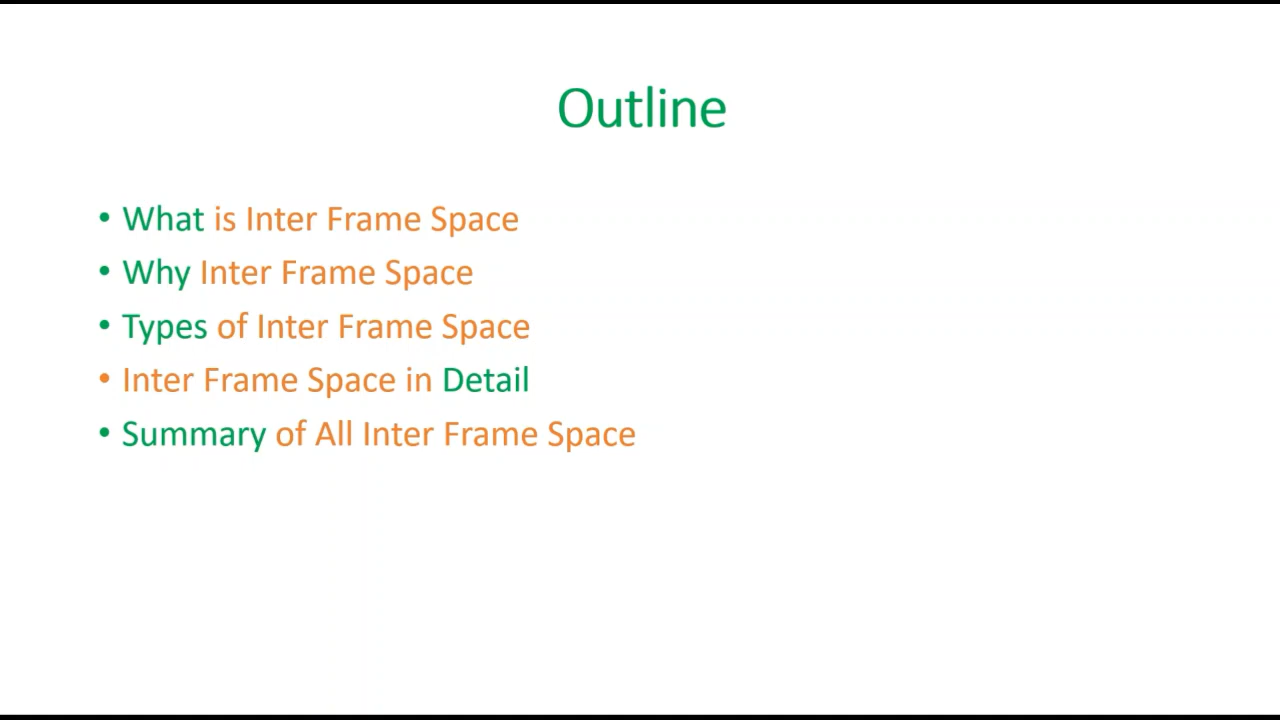 Outline
• What is Inter Frame Space
• Why Inter Frame Space
• Types of Inter Frame Space
• Inter Frame Space in Detail
• Summary of All Inter Frame Space